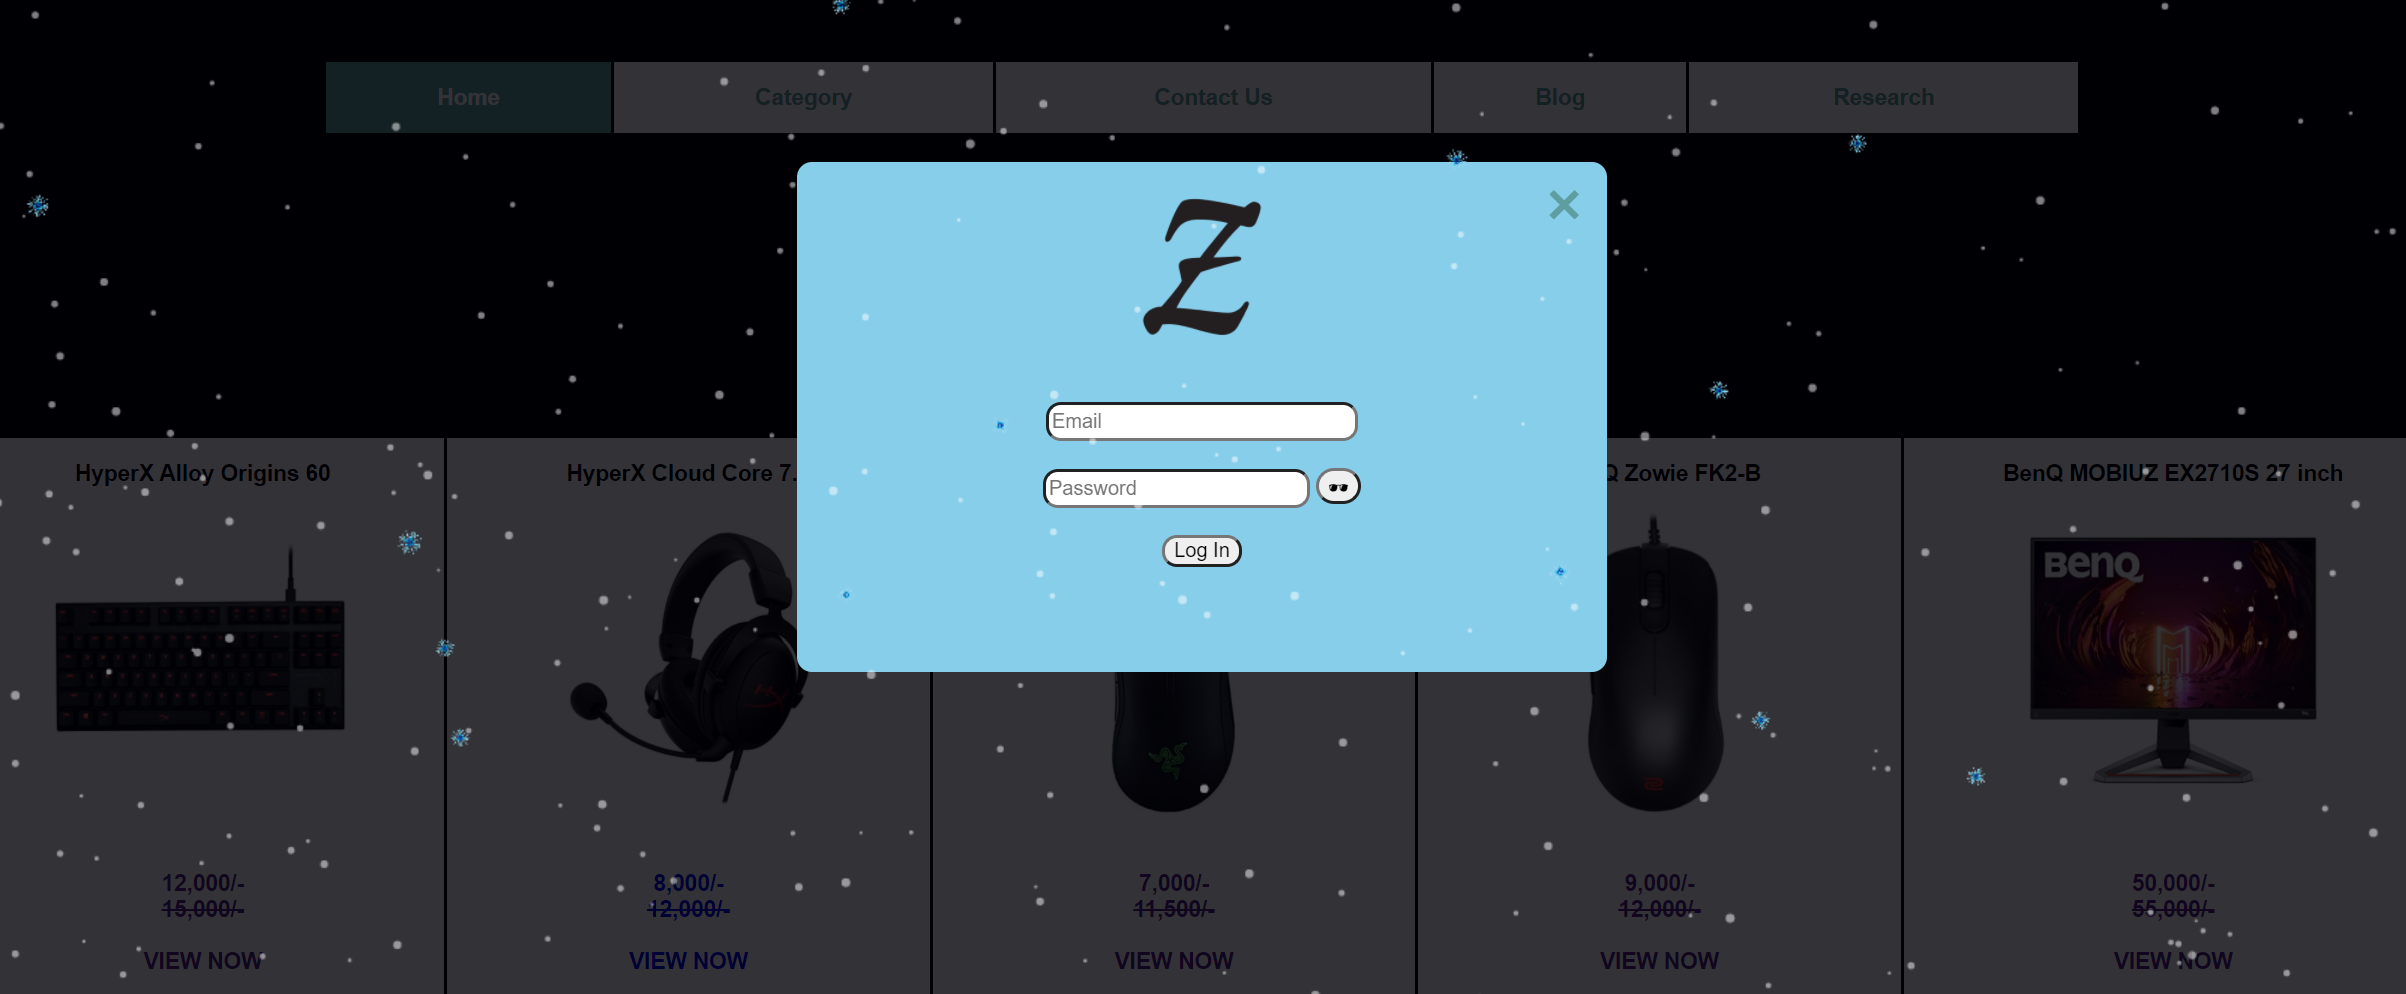 Home
Category
Contact Us
Blog
Research
Z
Email
Password
Log In
HyperX Alloy Origins 60
HyperX Cloud Core 7.
Zowie FK2-B
BenQ MOBIUZ EX2710S 27 inch
BenQ
12,000/-
15,000/-
VIEW NOW
8,000/-
12,000/-
VIEW NOW
7,000/-
11,500/-
VIEW NOW
9,000/-
12,000/-
VIEW NOW
50,000/-
55,000/-
VIEW NOW